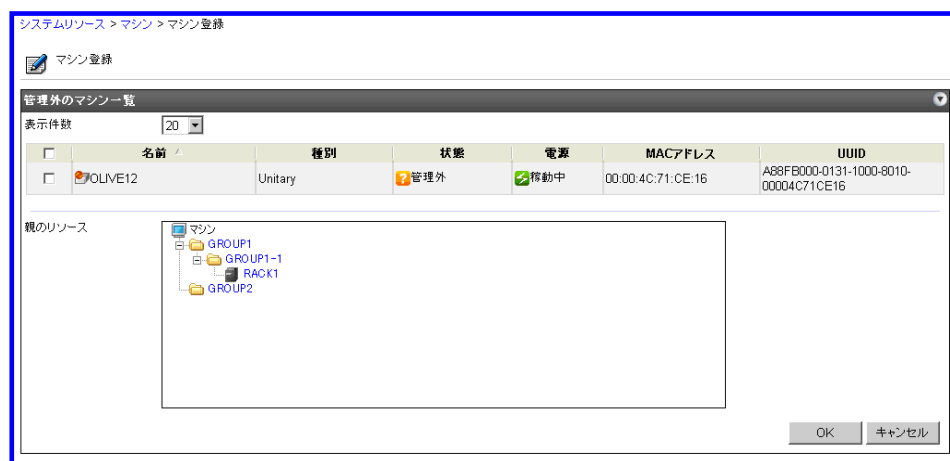 システムリソース > マシン > マシン登録
マシン登録
管理外のマシン一覧
表示件数 20
名前 種別 状態 電源 MACアドレス UUID
OLIVE12 Unitary 管理外 稼動中 00:00:4C:71:CE:16 A88FB000-0131-1000-8010-
00004C71CE16
親のリソース マシン
GROUP1
GROUP1-1
RACK1
GROUP2
OK キャンセル